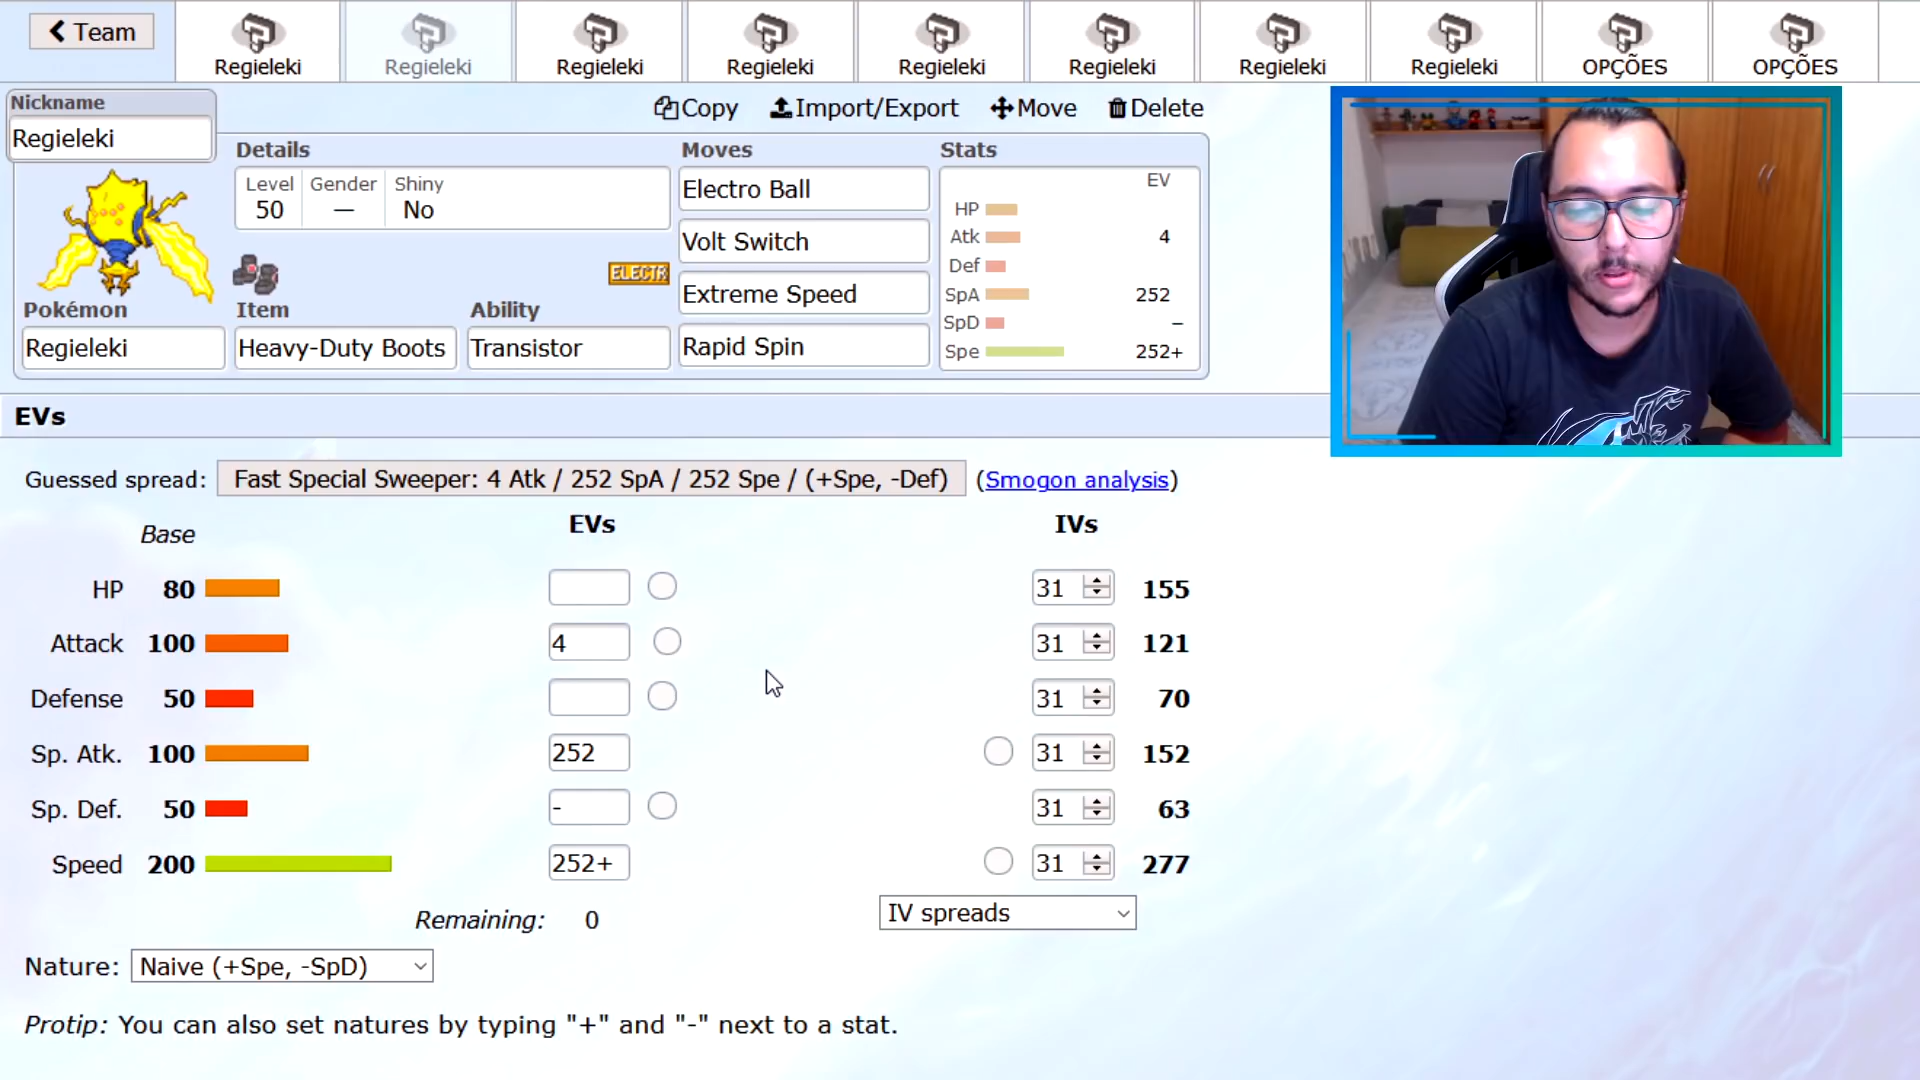 Team
Regieleki
Regieleki
Regieleki
Regieleki
Regieleki
Regieleki
Regieleki
Regieleki
OPÇÕES
OPÇÕES
Nickname
Regieleki
Copy
Import/Export
Move
Delete
Details
Level Gender Shiny
50 — No
ELECTR
Pokémon
Regieleki
Item
Heavy-Duty Boots
Ability
Transistor
Moves
Electro Ball
Volt Switch
Extreme Speed
Rapid Spin
Stats
EV
HP
Atk 4
Def
SpA 252
SpD –
Spe 252+
EVs
Guessed spread: Fast Special Sweeper: 4 Atk / 252 SpA / 252 Spe / (+Spe, -Def) (Smogon analysis)
Base EVs IVs
HP 80 31 155
Attack 100 4 31 121
Defense 50 31 70
Sp. Atk. 100 252 31 152
Sp. Def. 50 - 31 63
Speed 200 252+ 31 277
Remaining: 0 IV spreads
Nature: Naive (+Spe, -SpD)
Protip: You can also set natures by typing "+" and "-" next to a stat.